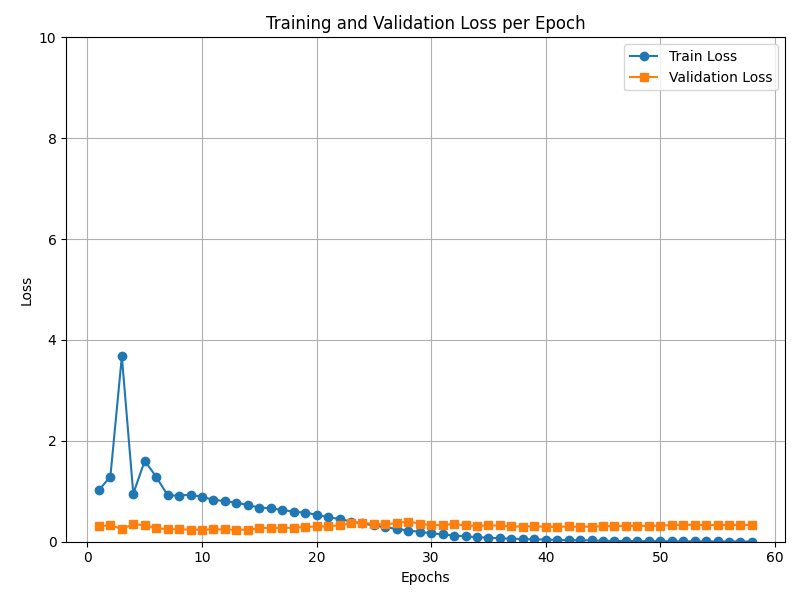 Training and Validation Loss per Epoch
10
8
6
4
2
0
Loss
Train Loss
Validation Loss
0 10 20 30 40 50 60
Epochs